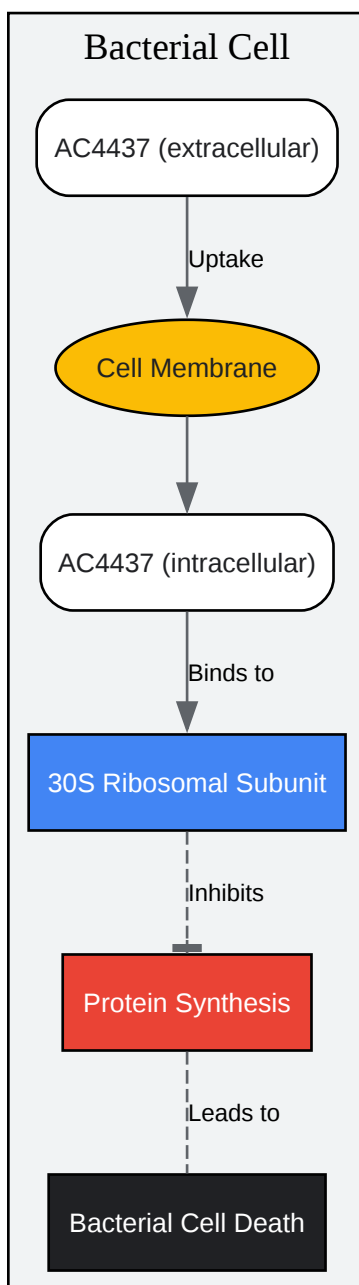 Bacterial Cell
AC4437 (extracellular)
Uptake
Cell Membrane
AC4437 (intracellular)
Binds to
30S Ribosomal Subunit
Inhibits
Protein Synthesis
Leads to
Bacterial Cell Death